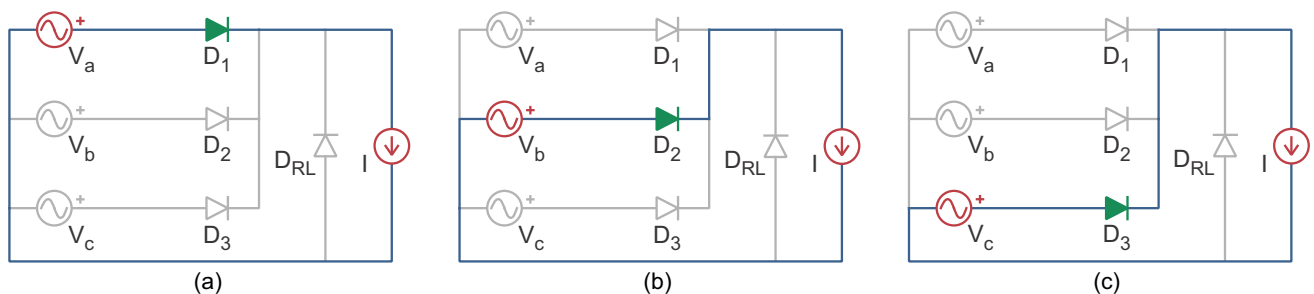 V_a + D_1
V_b + D_2
V_c + D_3
D_RL I
(a)
V_a + D_1
V_b + D_2
V_c + D_3
D_RL I
(b)
V_a + D_1
V_b + D_2
V_c + D_3
D_RL I
(c)